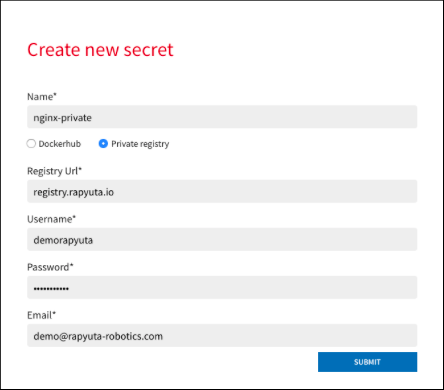 Create new secret
Name*
nginx-private
Dockerhub Private registry
Registry Url*
registry.rapyuta.io
Username*
demorapyuta
Password*
•••••••••••
Email*
demo@rapyuta-robotics.com
SUBMIT